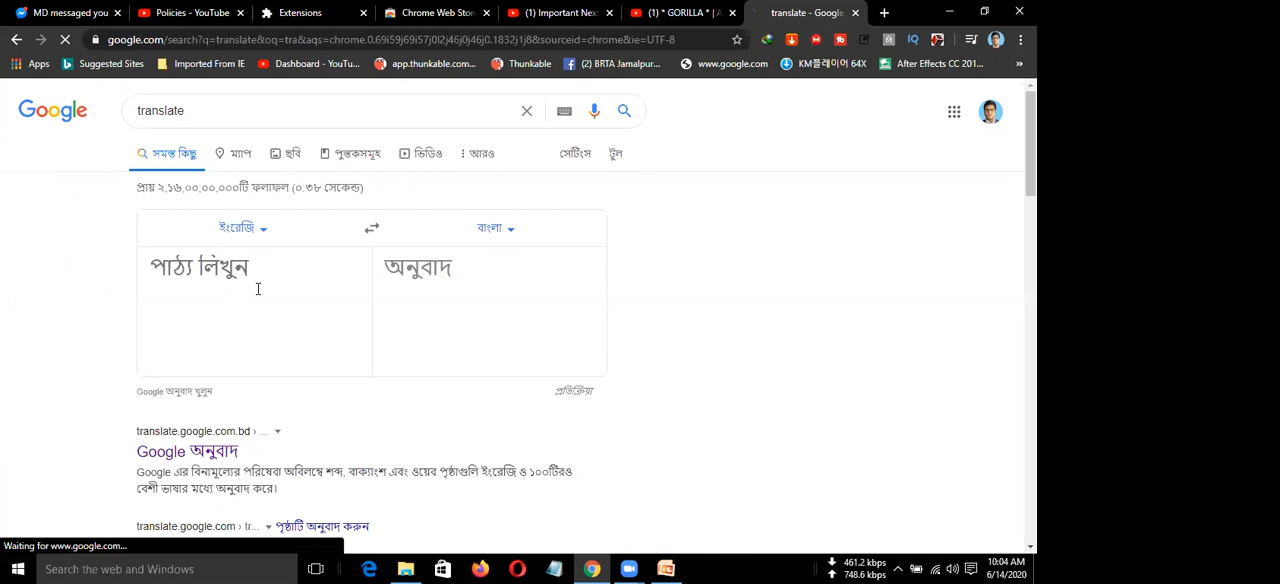 MD messaged you
Policies - YouTube
Extensions
Chrome Web Stor
(1) Important Nex
(1) * GORILLA * | A
translate - Google
google.com/search?q=translate&oq=tra&aqs=chrome.0.69i59j69i57j0l2j46j0j46j0.1832j1j8&sourceid=chrome&ie=UTF-8
Apps
Suggested Sites
Imported From IE
Dashboard - YouTu...
app.thunkable.com...
Thunkable
(2) BRTA Jamalpur...
www.google.com
KM플레이어 64X
After Effects CC 201...
»
Google
translate
সমস্ত কিছু
ম্যাপ
ছবি
পুস্তকসমূহ
ভিডিও
আরও
সেটিংস
টুল
প্রায় ২,১৬,০০,০০,০০০টি ফলাফল (০.৩৮ সেকেন্ড)
ইংরেজি
বাংলা
পাঠ্য লিখুন
অনুবাদ
Google অনুবাদ খুলুন
প্রতিক্রিয়া
translate.google.com.bd › ...
Google অনুবাদ
Google এর বিনামূল্যের পরিষেবা অবিলম্বে শব্দ, বাক্যাংশ এবং ওয়েব পৃষ্ঠাগুলি ইংরেজি ও ১০০টিরও
বেশী ভাষার মধ্যে অনুবাদ করে।
translate.google.com › tr...
পৃষ্ঠাটি অনুবাদ করুন
Waiting for www.google.com...
Search the web and Windows
461.2 kbps
748.6 kbps
10:04 AM
6/14/2020